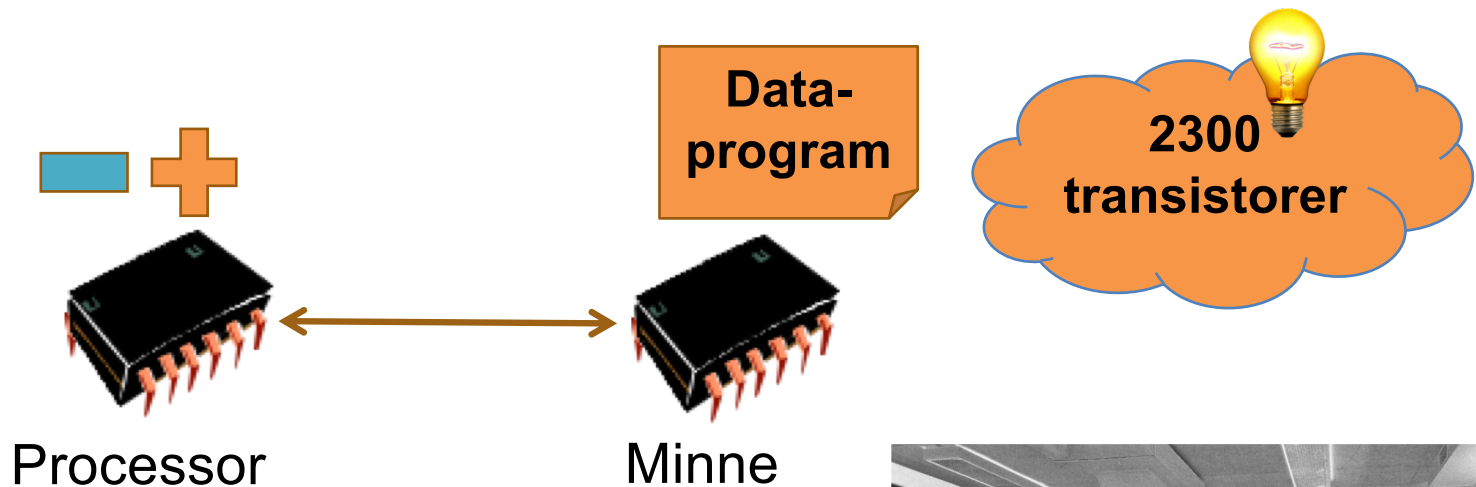 Data-
program
2300
transistorer
Processor
Minne